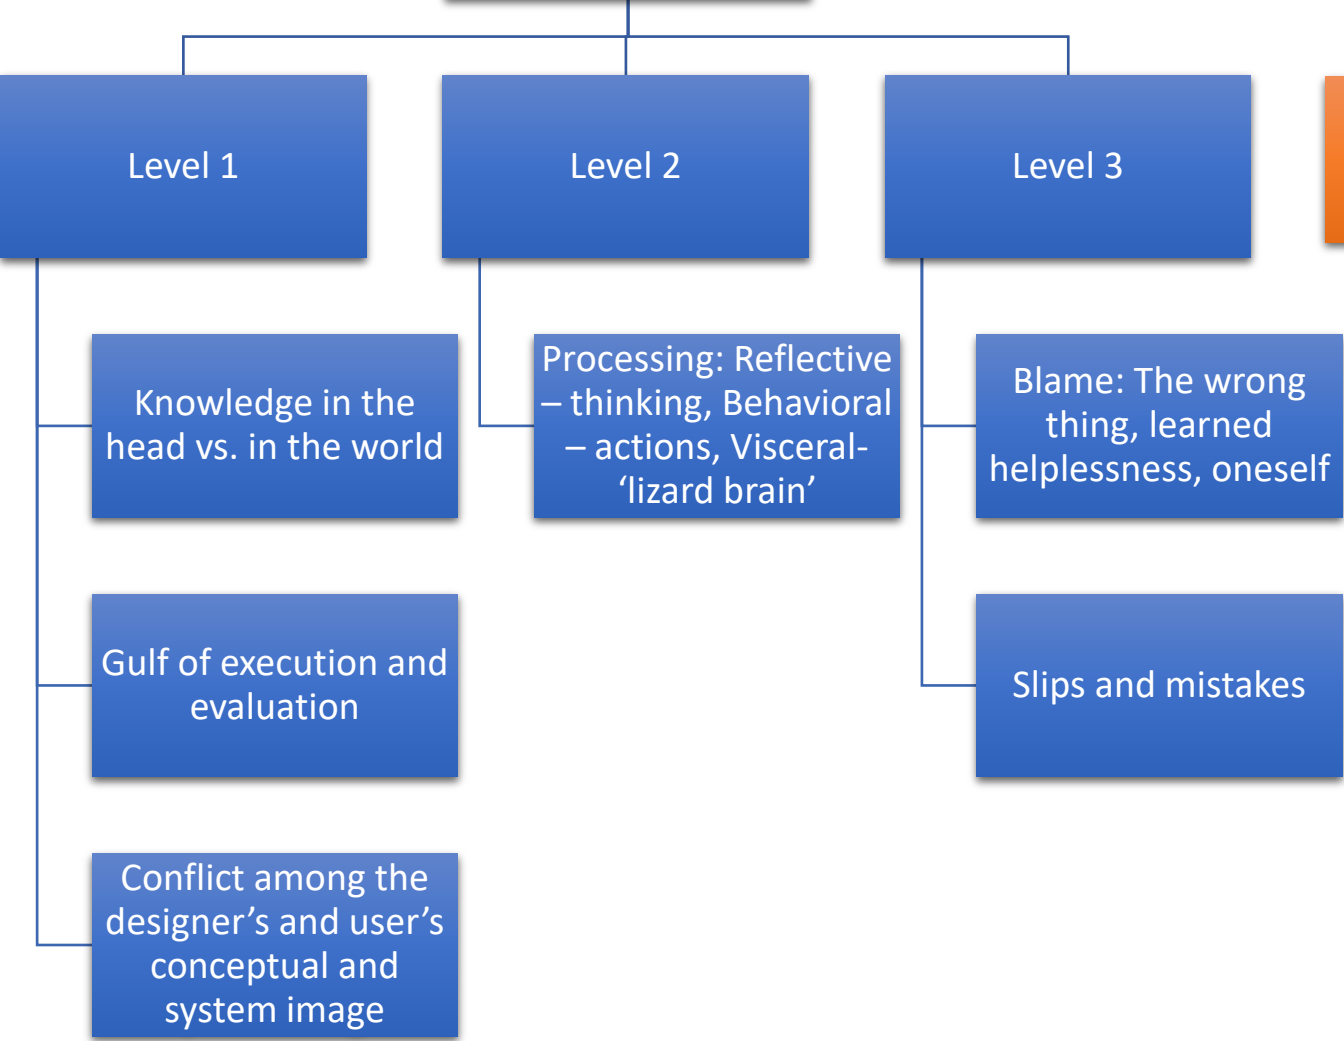 Level 1
Level 2
Level 3
Knowledge in the
head vs. in the world
Processing: Reflective
– thinking, Behavioral
– actions, Visceral-
‘lizard brain’
Blame: The wrong
thing, learned
helplessness, oneself
Gulf of execution and
evaluation
Slips and mistakes
Conflict among the
designer’s and user’s
conceptual and
system image